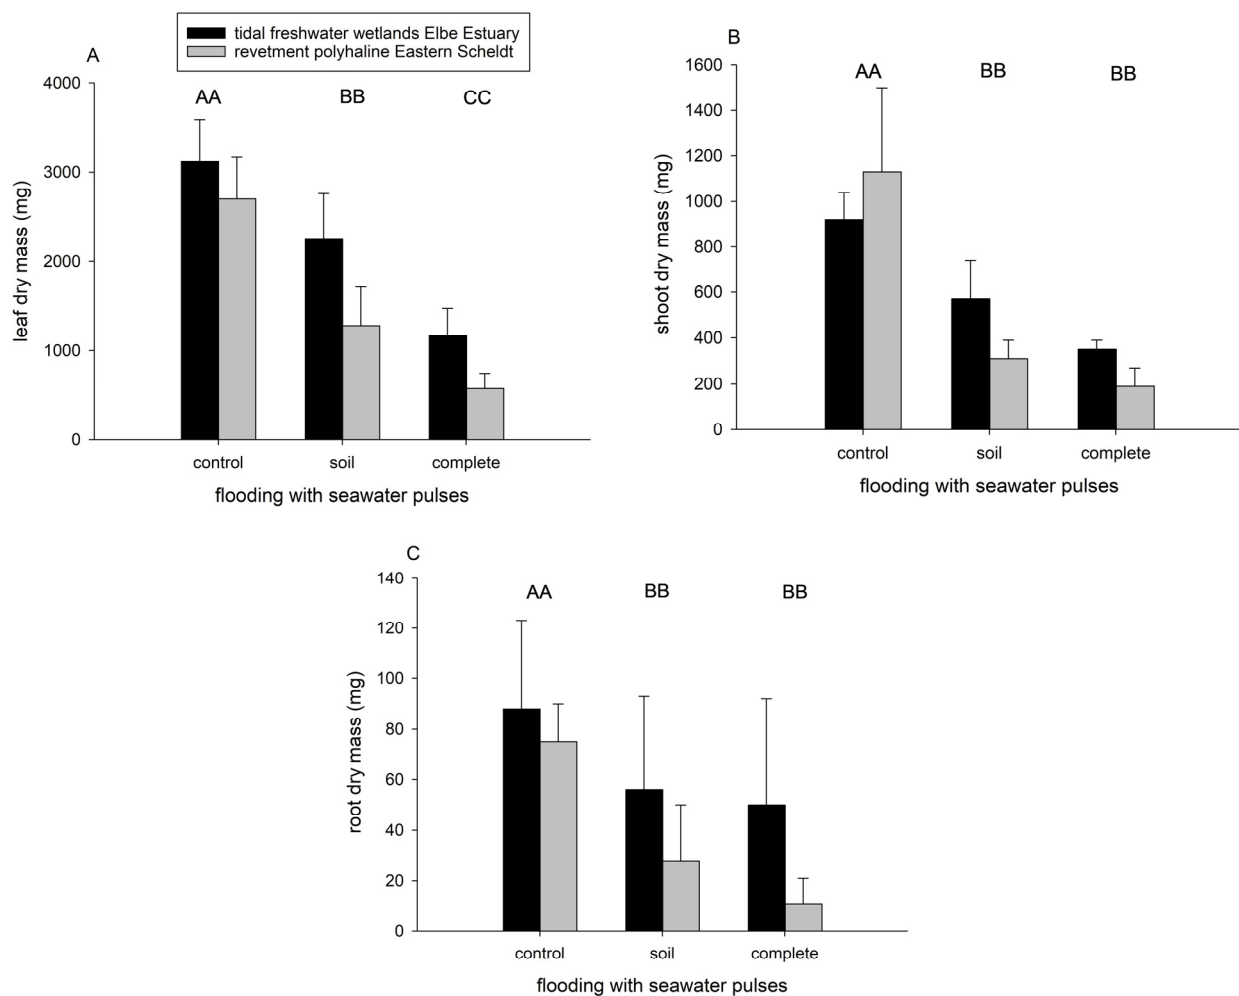 tidal freshwater wetlands Elbe Estuary
revetment polyhaline Eastern Scheldt
A
4000
3000
2000
1000
0
leaf dry mass (mg)
AA
BB
CC
control
soil
complete
flooding with seawater pulses
B
1600
1400
1200
1000
800
600
400
200
0
shoot dry mass (mg)
AA
BB
BB
control
soil
complete
flooding with seawater pulses
C
140
120
100
80
60
40
20
0
root dry mass (mg)
AA
BB
BB
control
soil
complete
flooding with seawater pulses